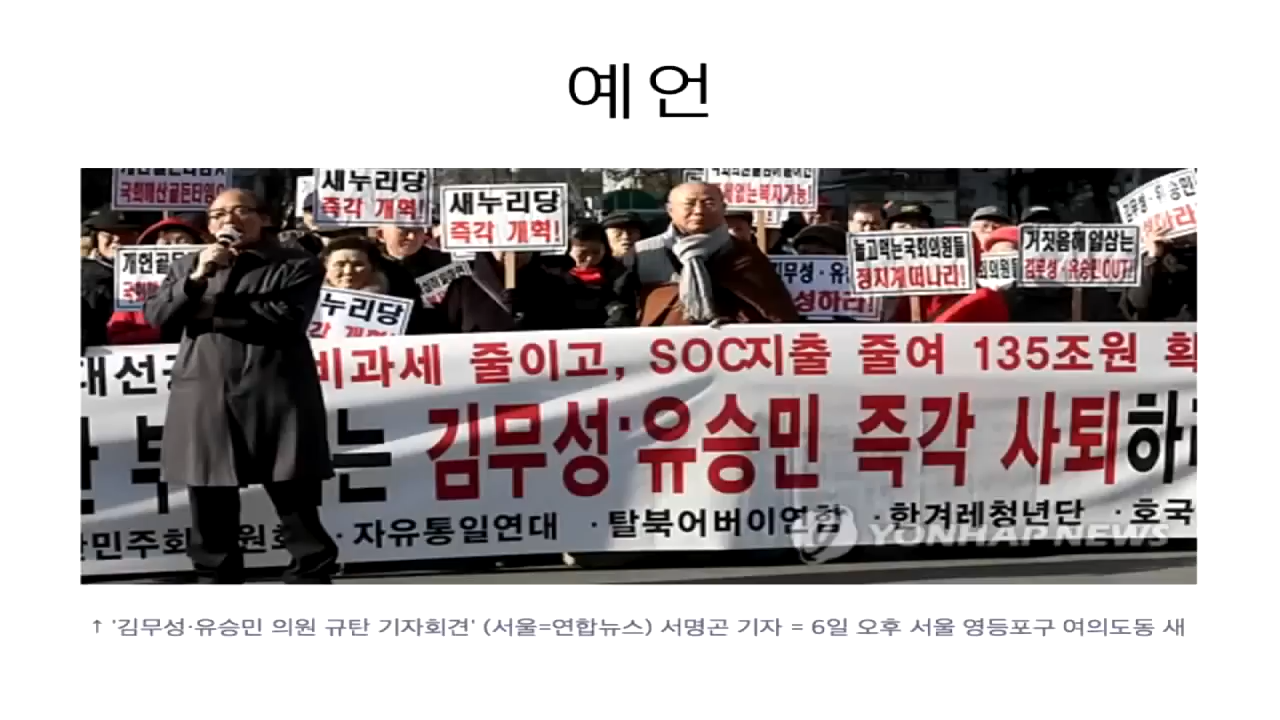 예언
새누리당
즉각 개혁!
새누리당
즉각 개혁!
놀고먹는국회의원들
정치계 떠나라!
거짓음해 일삼는
김무성·유승민OUT!
누리당
비과세 줄이고, SOC지출 줄여 135조원
는 김무성·유승민 즉각 사퇴하
·자유통일연대 ·탈북어버이연합 ·한겨레청년단 ·호국
YONHAP NEWS
↑ '김무성·유승민 의원 규탄 기자회견' (서울=연합뉴스) 서명곤 기자 = 6일 오후 서울 영등포구 여의도동 새